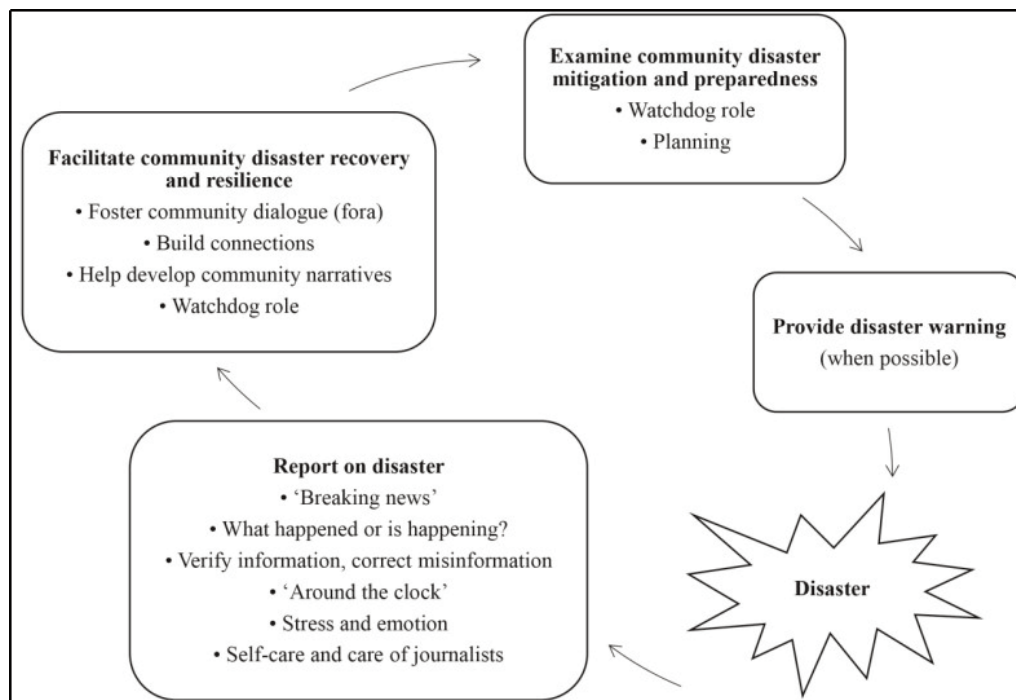 Examine community disaster
mitigation and preparedness
• Watchdog role
• Planning
Facilitate community disaster recovery
and resilience
• Foster community dialogue (fora)
• Build connections
• Help develop community narratives
• Watchdog role
Provide disaster warning
(when possible)
Report on disaster
• ‘Breaking news’
• What happened or is happening?
• Verify information, correct misinformation
• ‘Around the clock’
• Stress and emotion
• Self-care and care of journalists
Disaster